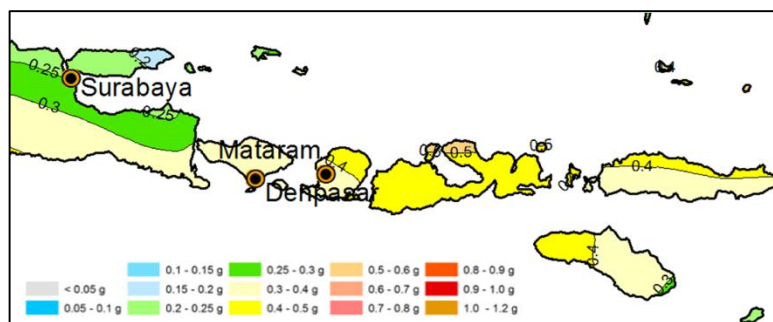 0.2
0.25
Surabaya
0.3
0.25
0.4
Mataram
0.4
0.5
0.5
Denpasar
0.4
0.4
0.3
0.1 - 0.15 g
0.25 - 0.3 g
0.5 - 0.6 g
0.8 - 0.9 g
< 0.05 g
0.15 - 0.2 g
0.3 - 0.4 g
0.6 - 0.7 g
0.9 - 1.0 g
0.05 - 0.1 g
0.2 - 0.25 g
0.4 - 0.5 g
0.7 - 0.8 g
1.0 - 1.2 g